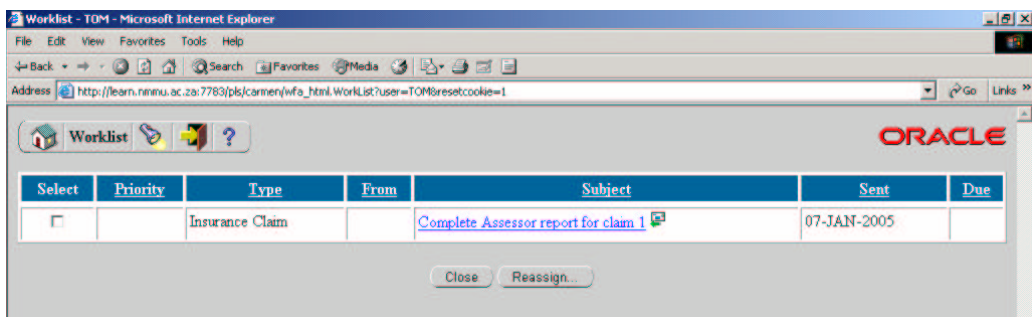 Worklist - TOM - Microsoft Internet Explorer
File Edit View Favorites Tools Help
Back Search Favorites Media
Address http://learn.nmmu.ac.za:7783/pls/carmen/wfa_html.WorkList?user=TOM&resetcookie=1 Go Links »
Worklist ? ORACLE
Select Priority Type From Subject Sent Due
Insurance Claim Complete Assessor report for claim 1 07-JAN-2005
Close Reassign...